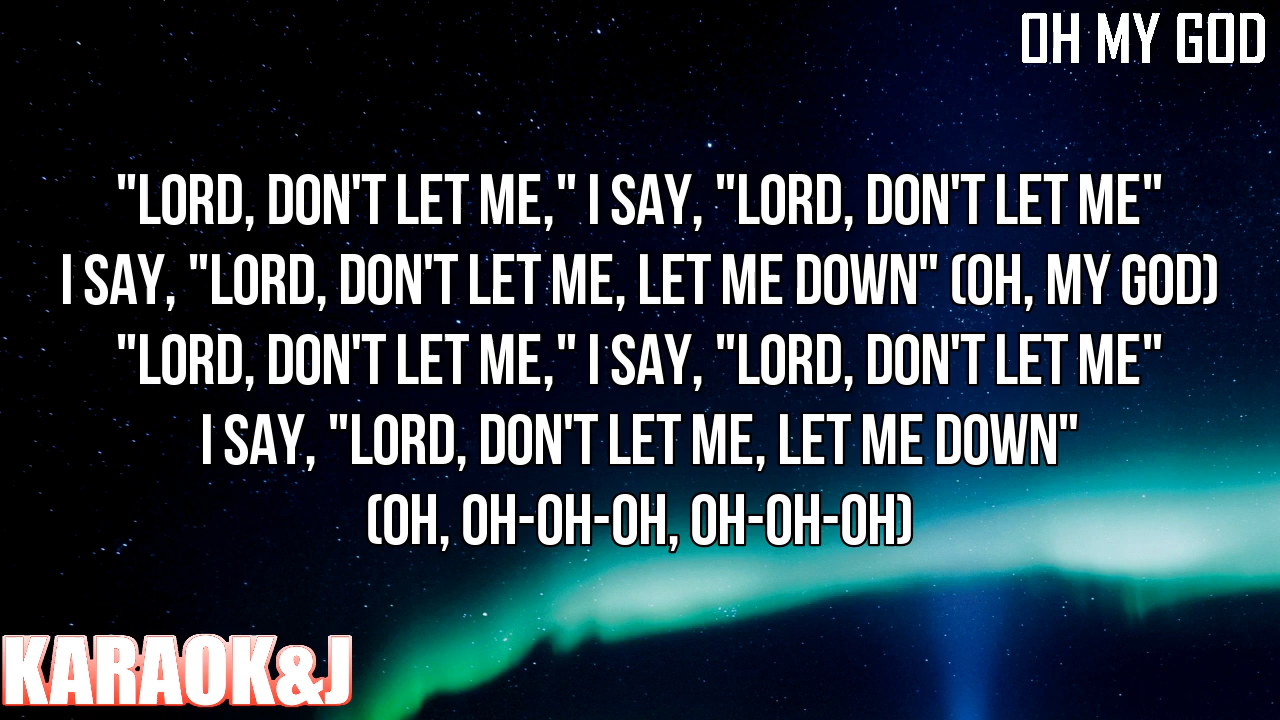 OH MY GOD
"LORD, DON'T LET ME," I SAY, "LORD, DON'T LET ME"
I SAY, "LORD, DON'T LET ME, LET ME DOWN" (OH, MY GOD)
"LORD, DON'T LET ME," I SAY, "LORD, DON'T LET ME"
I SAY, "LORD, DON'T LET ME, LET ME DOWN"
(OH, OH-OH-OH, OH-OH-OH)
KARAOK&J